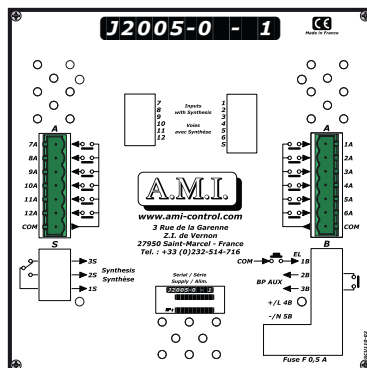 J2005-0 - 1
CE
Made in France
7
8
9
10
11
12
Inputs
with Synthesis
Voies
avec Synthèse
1
2
3
4
5
6
S
A
7A
8A
9A
10A
11A
12A
COM
A
1A
2A
3A
4A
5A
6A
COM
A.M.I.
www.ami-control.com
3 Rue de la Garenne
Z.I. de Vernon
27950 Saint-Marcel - France
Tel. : +33 (0)232-514-716
S
3S
2S
1S
Synthesis
Synthèse
Serial / Série
Supply / Alim.
J2005-0 - 1
B
COM
EL
1B
2B
BP AUX
3B
+/L 4B
-/N 5B
Fuse F 0,5 A